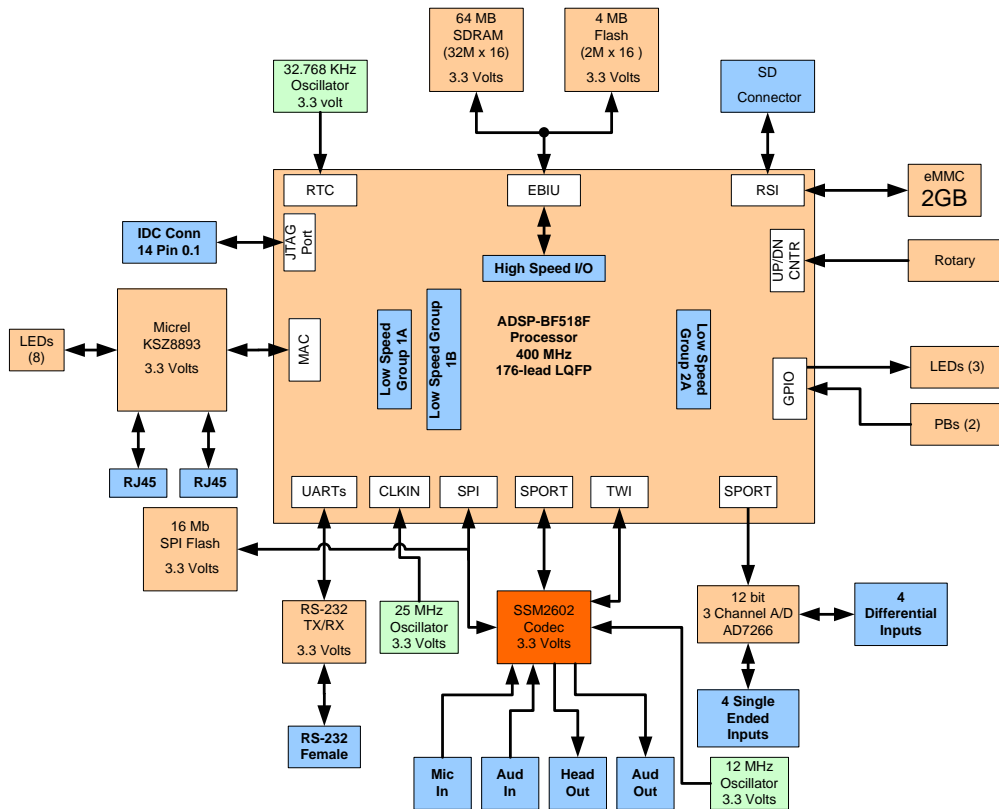 64 MB
SDRAM
(32M x 16)
3.3 Volts
4 MB
Flash
(2M x 16 )
3.3 Volts
32.768 KHz
Oscillator
3.3 volt
SD
Connector
RTC
EBIU
RSI
eMMC
2GB
IDC Conn
14 Pin 0.1
JTAG
Port
High Speed I/O
UP/DN
CNTR
Rotary
LEDs
(8)
Micrel
KSZ8893
3.3 Volts
MAC
Low Speed
Group 1A
Low Speed Group
1B
ADSP-BF518F
Processor
400 MHz
176-lead LQFP
Low Speed
Group 2A
GPIO
LEDs (3)
PBs (2)
RJ45
RJ45
UARTs
CLKIN
SPI
SPORT
TWI
SPORT
16 Mb
SPI Flash
3.3 Volts
RS-232
TX/RX
3.3 Volts
25 MHz
Oscillator
3.3 Volts
SSM2602
Codec
3.3 Volts
12 bit
3 Channel A/D
AD7266
4
Differential
Inputs
RS-232
Female
Mic
In
Aud
In
Head
Out
Aud
Out
4 Single
Ended
Inputs
12 MHz
Oscillator
3.3 Volts